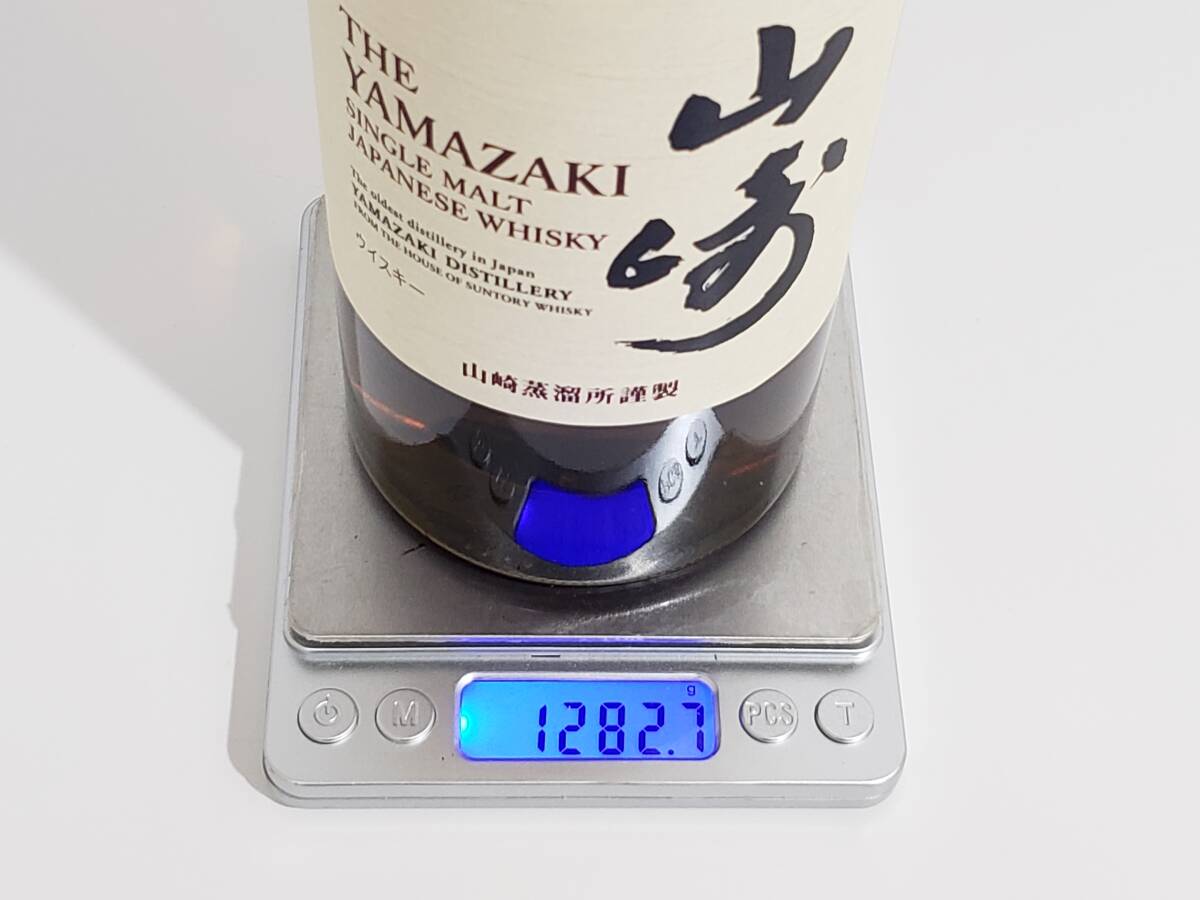 THE
YAMAZAKI
SINGLE MALT
JAPANESE WHISKY
The oldest distillery in Japan
YAMAZAKI DISTILLERY
FROM THE HOUSE OF SUNTORY WHISKY
ウイスキー
山崎
山崎蒸溜所謹製
g
1282.7
M
PCS
T